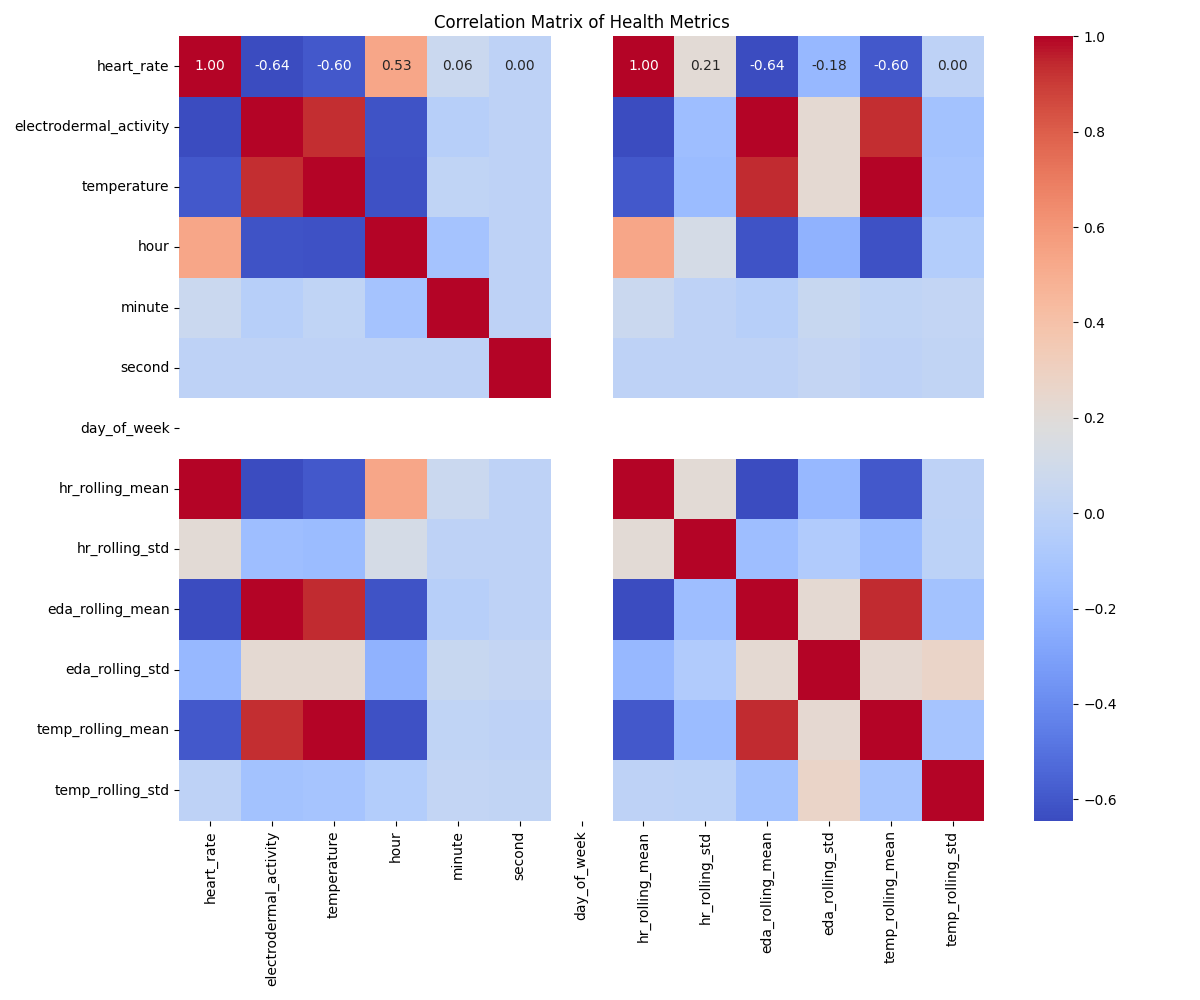 Correlation Matrix of Health Metrics
heart_rate 1.00 -0.64 -0.60 0.53 0.06 0.00 1.00 0.21 -0.64 -0.18 -0.60 0.00
electrodermal_activity
temperature
hour
minute
second
day_of_week
hr_rolling_mean
hr_rolling_std
eda_rolling_mean
eda_rolling_std
temp_rolling_mean
temp_rolling_std
heart_rate
electrodermal_activity
temperature
hour
minute
second
day_of_week
hr_rolling_mean
hr_rolling_std
eda_rolling_mean
eda_rolling_std
temp_rolling_mean
temp_rolling_std
1.0
0.8
0.6
0.4
0.2
0.0
−0.2
−0.4
−0.6